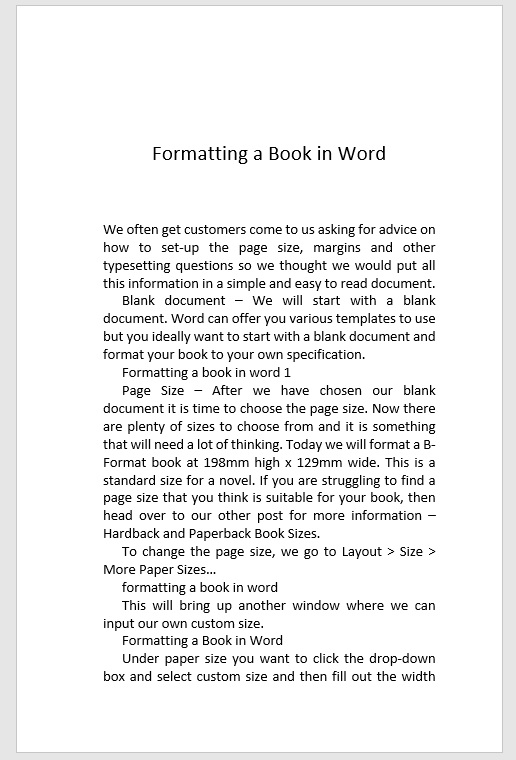 Formatting a Book in Word
We often get customers come to us asking for advice on
how to set-up the page size, margins and other
typesetting questions so we thought we would put all
this information in a simple and easy to read document.
Blank document – We will start with a blank
document. Word can offer you various templates to use
but you ideally want to start with a blank document and
format your book to your own specification.
Formatting a book in word 1
Page Size – After we have chosen our blank
document it is time to choose the page size. Now there
are plenty of sizes to choose from and it is something
that will need a lot of thinking. Today we will format a B-
Format book at 198mm high x 129mm wide. This is a
standard size for a novel. If you are struggling to find a
page size that you think is suitable for your book, then
head over to our other post for more information –
Hardback and Paperback Book Sizes.
To change the page size, we go to Layout > Size >
More Paper Sizes...
formatting a book in word
This will bring up another window where we can
input our own custom size.
Formatting a Book in Word
Under paper size you want to click the drop-down
box and select custom size and then fill out the width